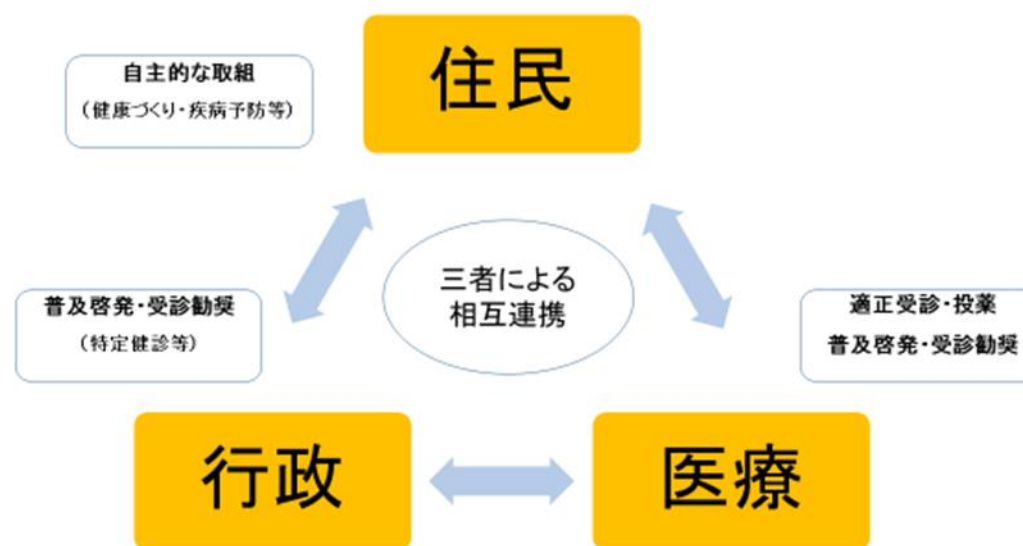 住民
自主的な取組
（健康づくり・疾病予防等）
三者による
相互連携
普及啓発・受診勧奨
（特定健診等）
適正受診・投薬
普及啓発・受診勧奨
行政
医療